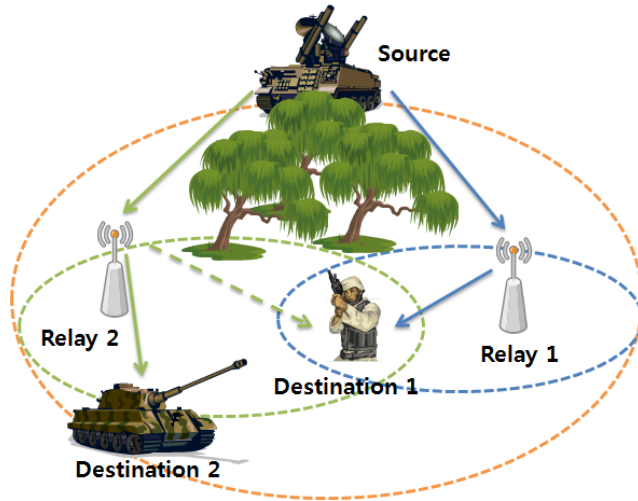 Source
Relay 2
Relay 1
Destination 1
Destination 2